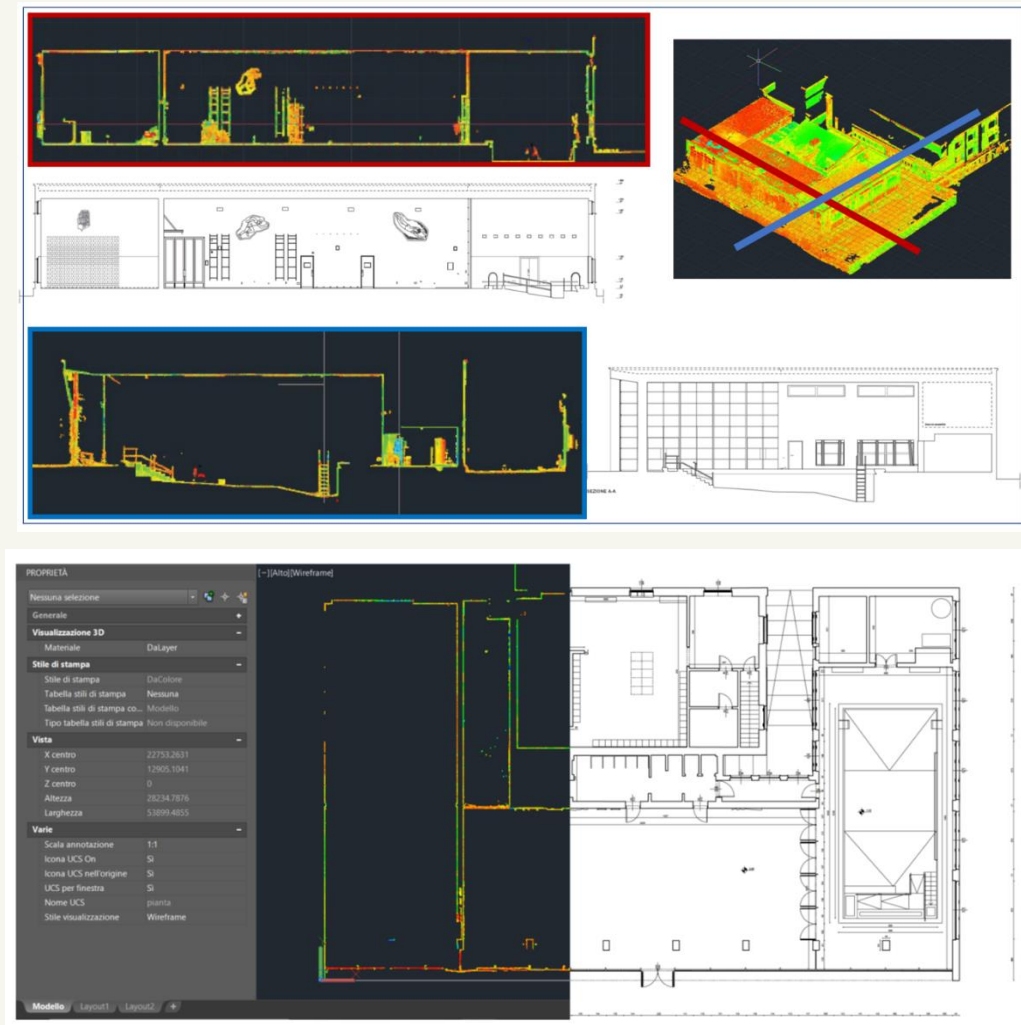 SEZIONE A-A
PROPRIETÀ
[−][Alto][Wireframe]
Nessuna selezione
Generale
Visualizzazione 3D
Materiale DaLayer
Stile di stampa
Stile di stampa DaColore
Tabella stili di stampa Nessuna
Tabella stili di stampa co... Modello
Tipo tabella stili di stampa Non disponibile
Vista
X centro 22753.2631
Y centro 12905.1041
Z centro 0
Altezza 28234.7876
Larghezza 53899.4855
Varie
Scala annotazione 1:1
Icona UCS On Sì
Icona UCS nell'origine Sì
UCS per finestra Sì
Nome UCS pianta
Stile visualizzazione Wireframe
Modello Layout1 Layout2 +